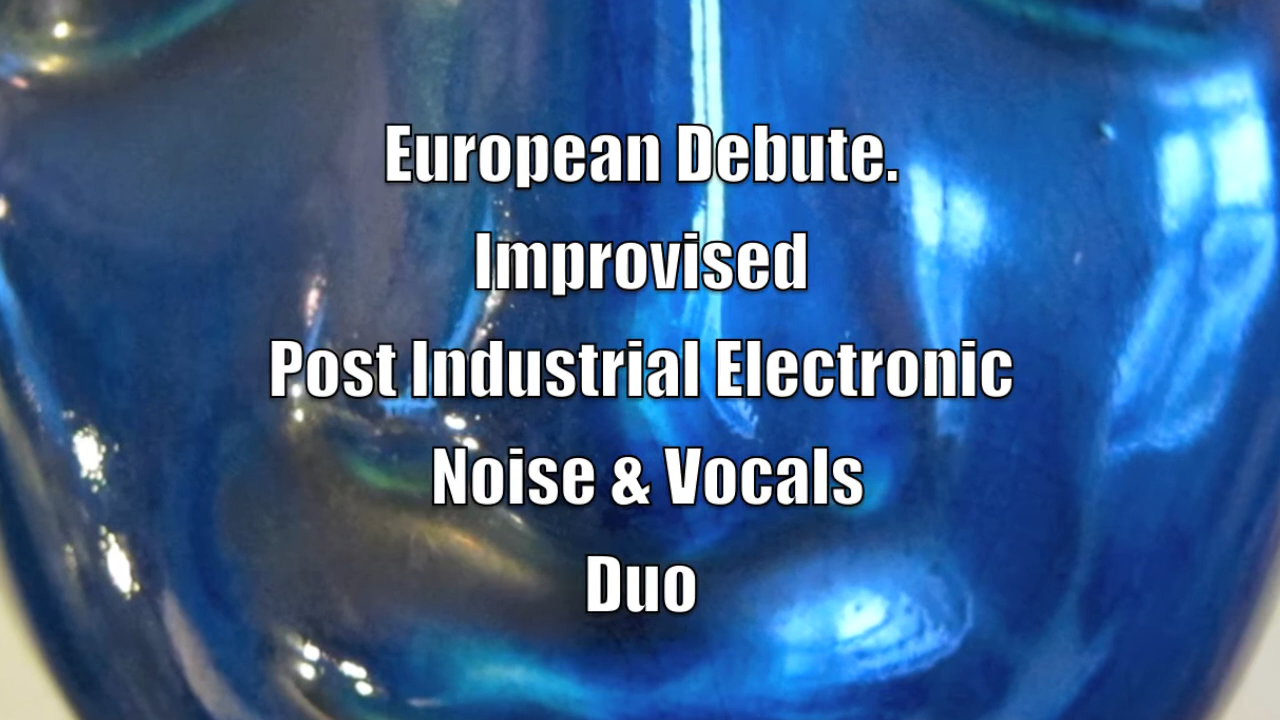 European Debute.
Improvised
Post Industrial Electronic
Noise & Vocals
Duo